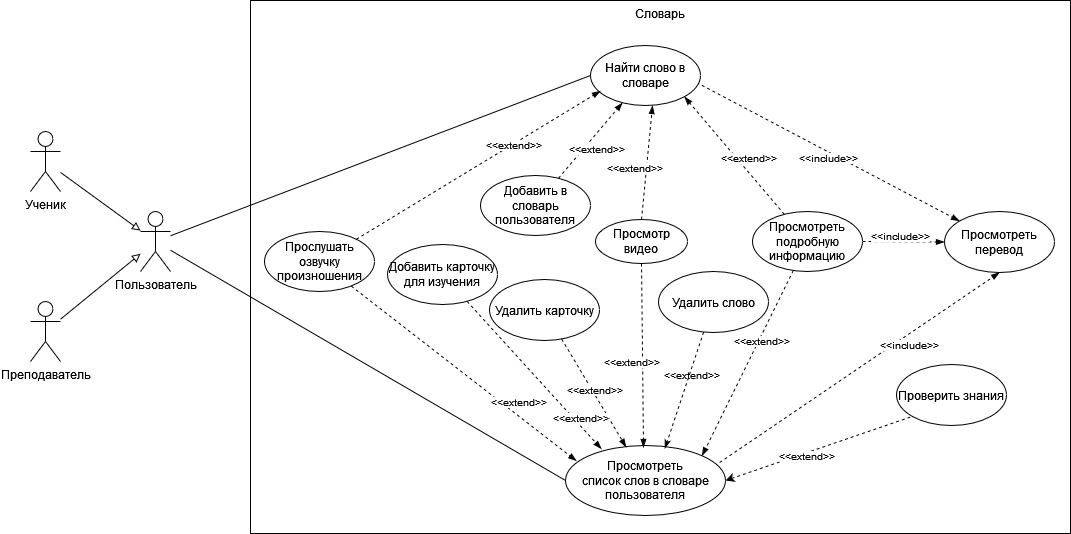 Словарь
Найти слово в
словаре
<<extend>>
<<extend>>
<<extend>>
<<extend>>
<<include>>
Ученик
Добавить в
словарь
пользователя
Просмотр
видео
Просмотреть
подробную
информацию
<<include>>
Просмотреть
перевод
Пользователь
Прослушать
озвучку
произношения
Добавить карточку
для изучения
Удалить карточку
Удалить слово
Преподаватель
<<extend>>
<<include>>
<<extend>>
<<extend>>
<<extend>>
<<extend>>
<<extend>>
Проверить знания
<<extend>>
Просмотреть
список слов в словаре
пользователя